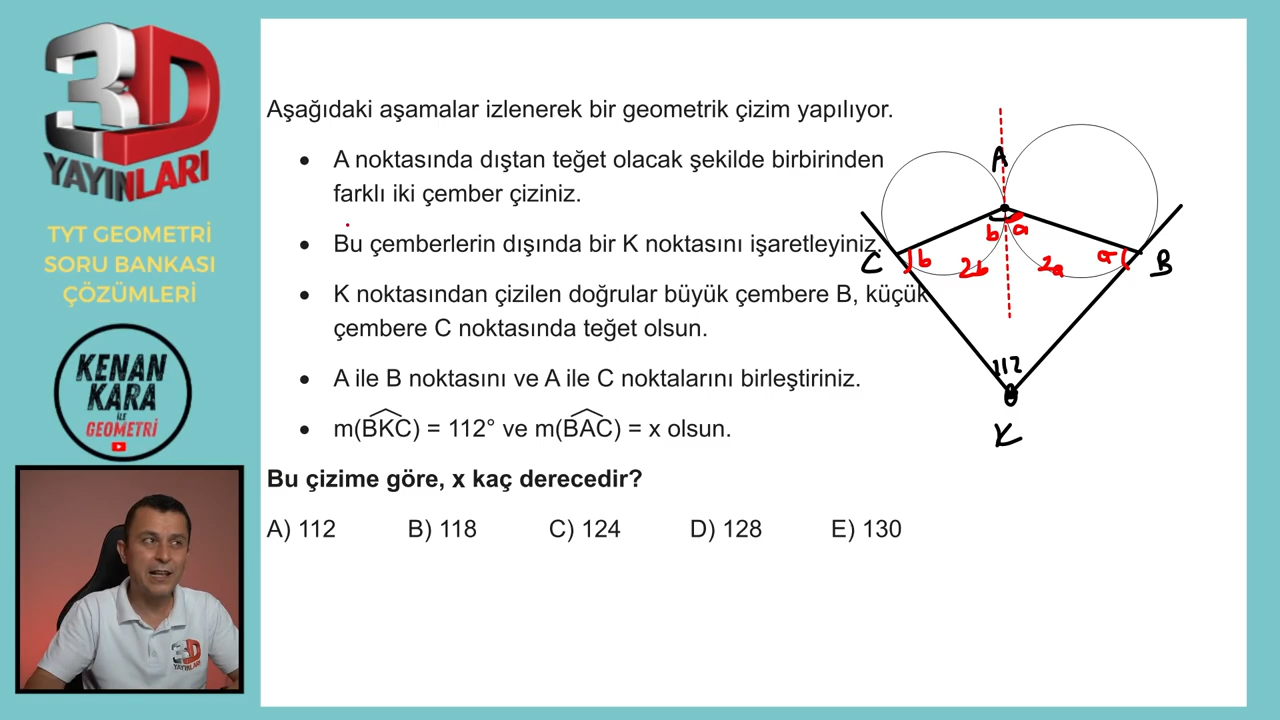 3D
YAYINLARI
TYT GEOMETRİ
SORU BANKASI
ÇÖZÜMLERİ
KENAN
KARA
İLE
GEOMETRİ
3D
YAYINLARI
Aşağıdaki aşamalar izlenerek bir geometrik çizim yapılıyor.
• A noktasında dıştan teğet olacak şekilde birbirinden
farklı iki çember çiziniz.
• Bu çemberlerin dışında bir K noktasını işaretleyiniz.
• K noktasından çizilen doğrular büyük çembere B, küçük
çembere C noktasında teğet olsun.
• A ile B noktasını ve A ile C noktalarını birleştiriniz.
• m(BKC) = 112° ve m(BAC) = x olsun.
Bu çizime göre, x kaç derecedir?
A) 112 B) 118 C) 124 D) 128 E) 130
A
b a
C b 2b 2a a B
112
K